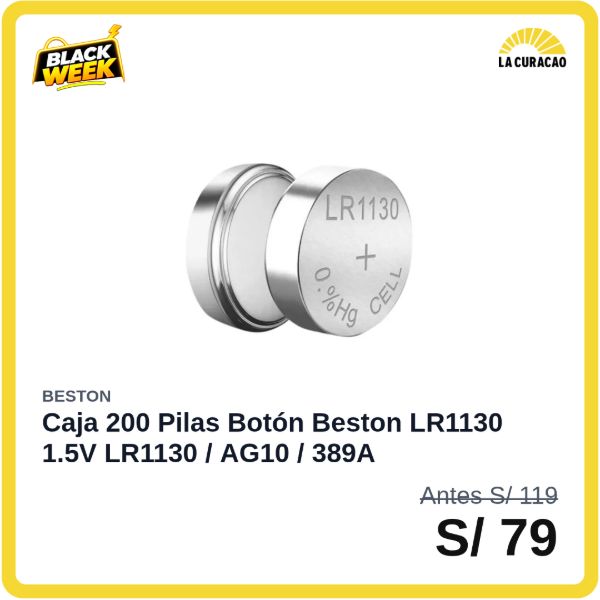 BLACK
WEEK
LA CURACAO
LR1130
+
0.%Hg CELL
BESTON
Caja 200 Pilas Botón Beston LR1130
1.5V LR1130 / AG10 / 389A
Antes S/ 119
S/ 79